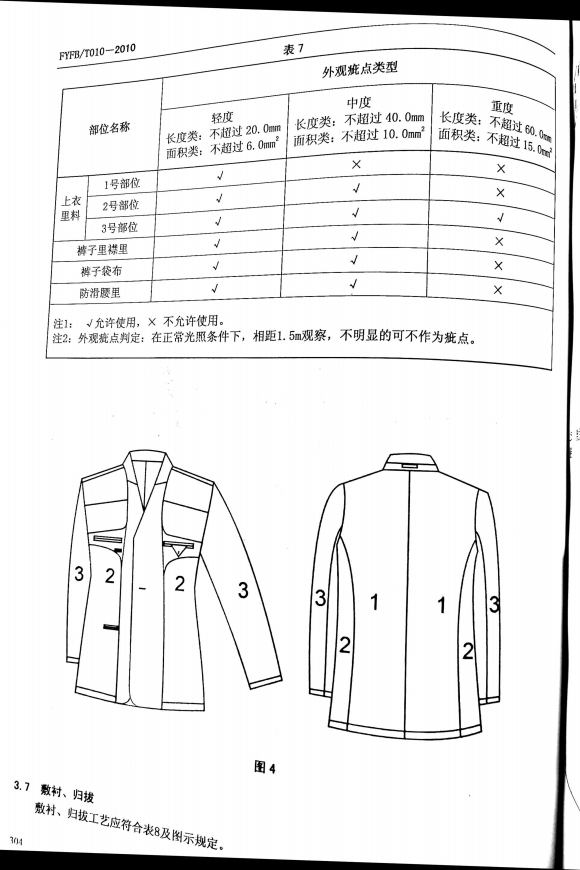 FYFB/T010—2010
表7
外观疵点类型
部位名称
轻度
长度类：不超过 20.0mm
面积类：不超过 6.0mm²
中度
长度类：不超过 40.0mm
面积类：不超过 10.0mm²
重度
长度类：不超过 60.0mm
面积类：不超过 15.0mm²
上衣
里料
1号部位 √ × ×
2号部位 √ √ ×
3号部位 √ √ √
裤子里襟里 √ √ ×
裤子袋布 √ √ ×
防滑腰里 √ √ ×
注1： √允许使用，× 不允许使用。
注2：外观疵点判定：在正常光照条件下，相距1.5m观察，不明显的可不作为疵点。
3 2 2 3
3 1 1 3
2 2
图4
3.7 敷衬、归拔
敷衬、归拔工艺应符合表8及图示规定。
304